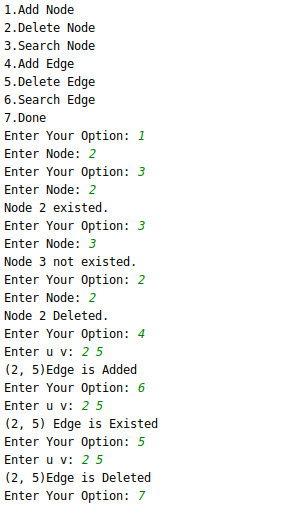 1.Add Node
2.Delete Node
3.Search Node
4.Add Edge
5.Delete Edge
6.Search Edge
7.Done
Enter Your Option: 1
Enter Node: 2
Enter Your Option: 3
Enter Node: 2
Node 2 existed.
Enter Your Option: 3
Enter Node: 3
Node 3 not existed.
Enter Your Option: 2
Enter Node: 2
Node 2 Deleted.
Enter Your Option: 4
Enter u v: 2 5
(2, 5)Edge is Added
Enter Your Option: 6
Enter u v: 2 5
(2, 5) Edge is Existed
Enter Your Option: 5
Enter u v: 2 5
(2, 5)Edge is Deleted
Enter Your Option: 7